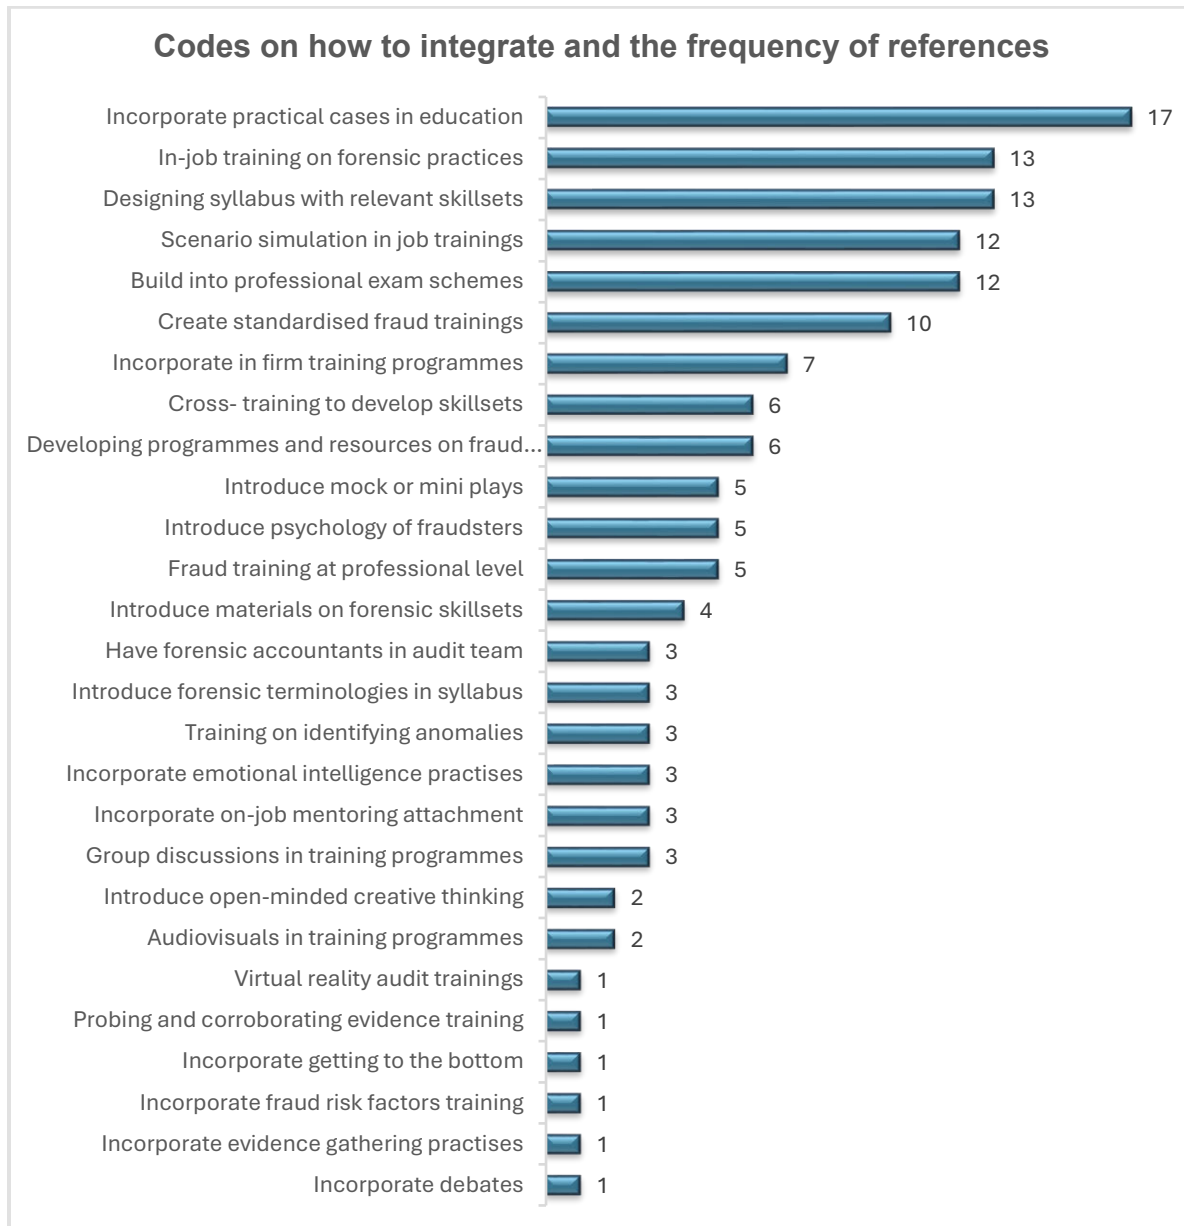 Codes on how to integrate and the frequency of references
Incorporate practical cases in education 17
In-job training on forensic practices 13
Designing syllabus with relevant skillsets 13
Scenario simulation in job trainings 12
Build into professional exam schemes 12
Create standardised fraud trainings 10
Incorporate in firm training programmes 7
Cross- training to develop skillsets 6
Developing programmes and resources on fraud... 6
Introduce mock or mini plays 5
Introduce psychology of fraudsters 5
Fraud training at professional level 5
Introduce materials on forensic skillsets 4
Have forensic accountants in audit team 3
Introduce forensic terminologies in syllabus 3
Training on identifying anomalies 3
Incorporate emotional intelligence practises 3
Incorporate on-job mentoring attachment 3
Group discussions in training programmes 3
Introduce open-minded creative thinking 2
Audiovisuals in training programmes 2
Virtual reality audit trainings 1
Probing and corroborating evidence training 1
Incorporate getting to the bottom 1
Incorporate fraud risk factors training 1
Incorporate evidence gathering practises 1
Incorporate debates 1